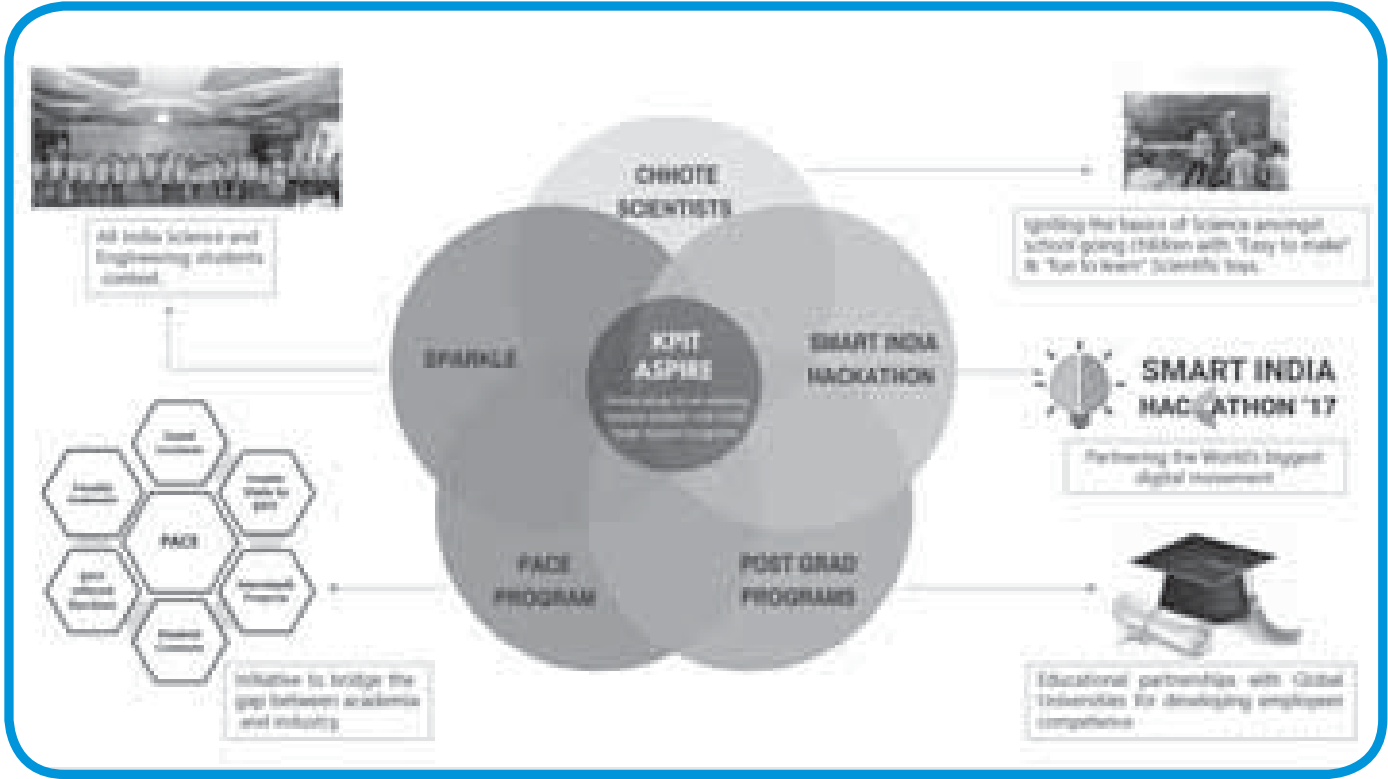 CHHOTE
SCIENTISTS
All India Science and
Engineering students
contest
Igniting the basics of Science amongst
school going children with "Easy to make"
& "fun to learn" Scientific toys.
SPARKLE
KPIT
ASPIRE
SMART INDIA
HACKATHON
SMART INDIA
HACKATHON '17
Partnering the World's biggest
digital movement
PACE
PACE
PROGRAM
POST GRAD
PROGRAMS
Initiative to bridge the
gap between academia
and industry
Educational partnerships with Global
Universities for developing employees
competence